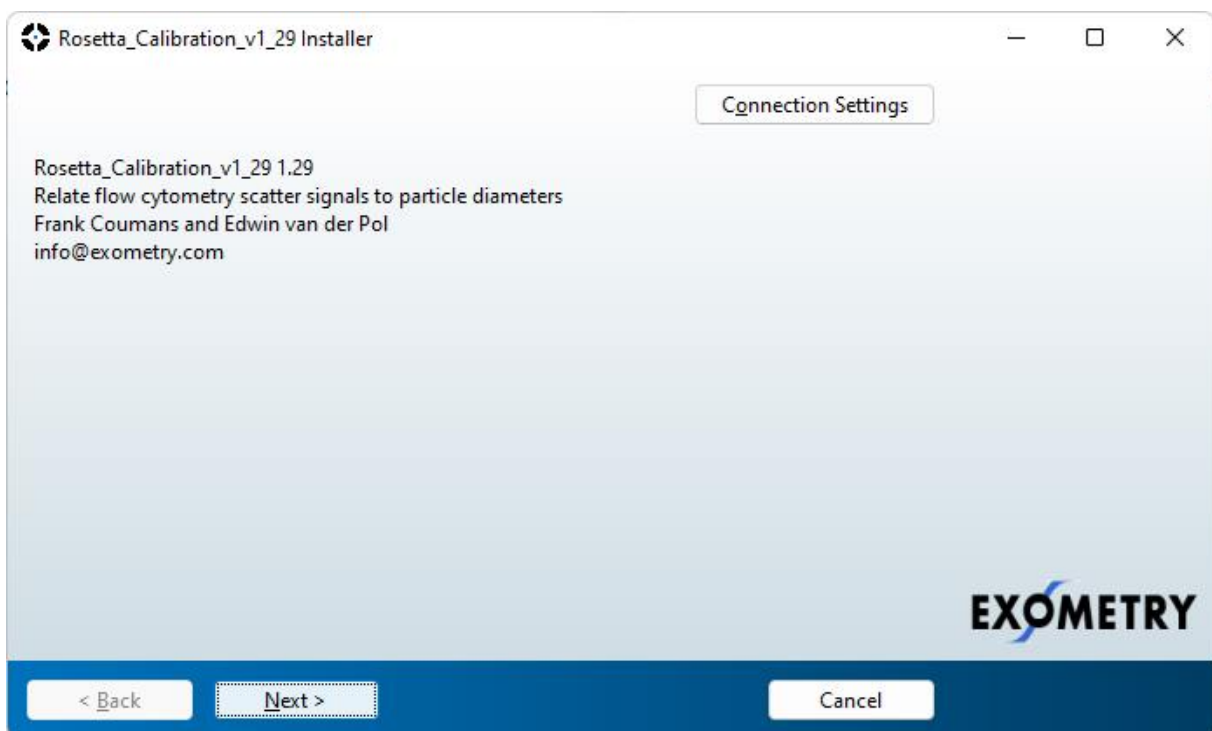 Rosetta_Calibration_v1_29 Installer
Connection Settings
Rosetta_Calibration_v1_29 1.29
Relate flow cytometry scatter signals to particle diameters
Frank Coumans and Edwin van der Pol
info@exometry.com
EXOMETRY
< Back
Next >
Cancel